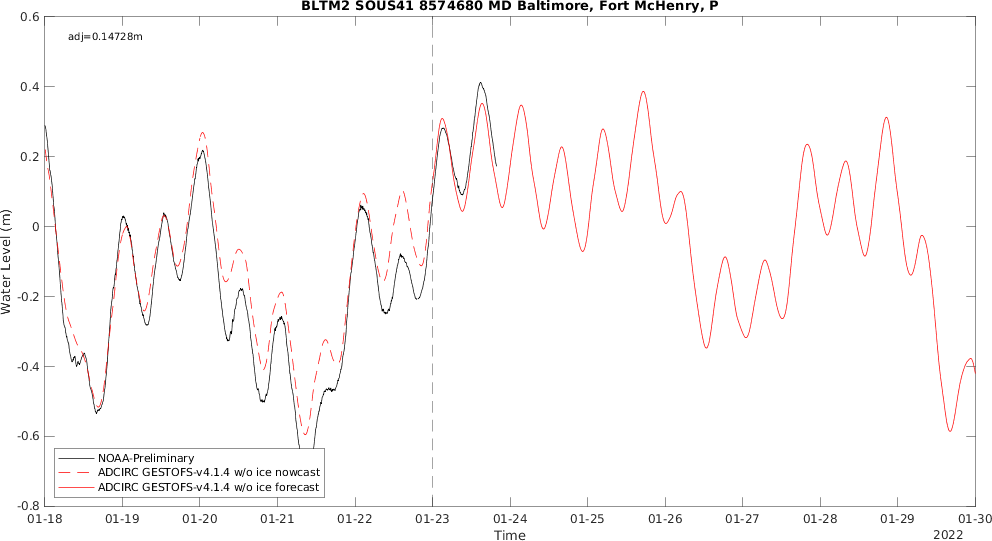 BLTM2 SOUS41 8574680 MD Baltimore, Fort McHenry, P
adj=0.14728m
0.6
0.4
0.2
0
-0.2
-0.4
-0.6
-0.8
Water Level (m)
NOAA-Preliminary
ADCIRC GESTOFS-v4.1.4 w/o ice nowcast
ADCIRC GESTOFS-v4.1.4 w/o ice forecast
01-18 01-19 01-20 01-21 01-22 01-23 01-24 01-25 01-26 01-27 01-28 01-29 01-30
Time
2022